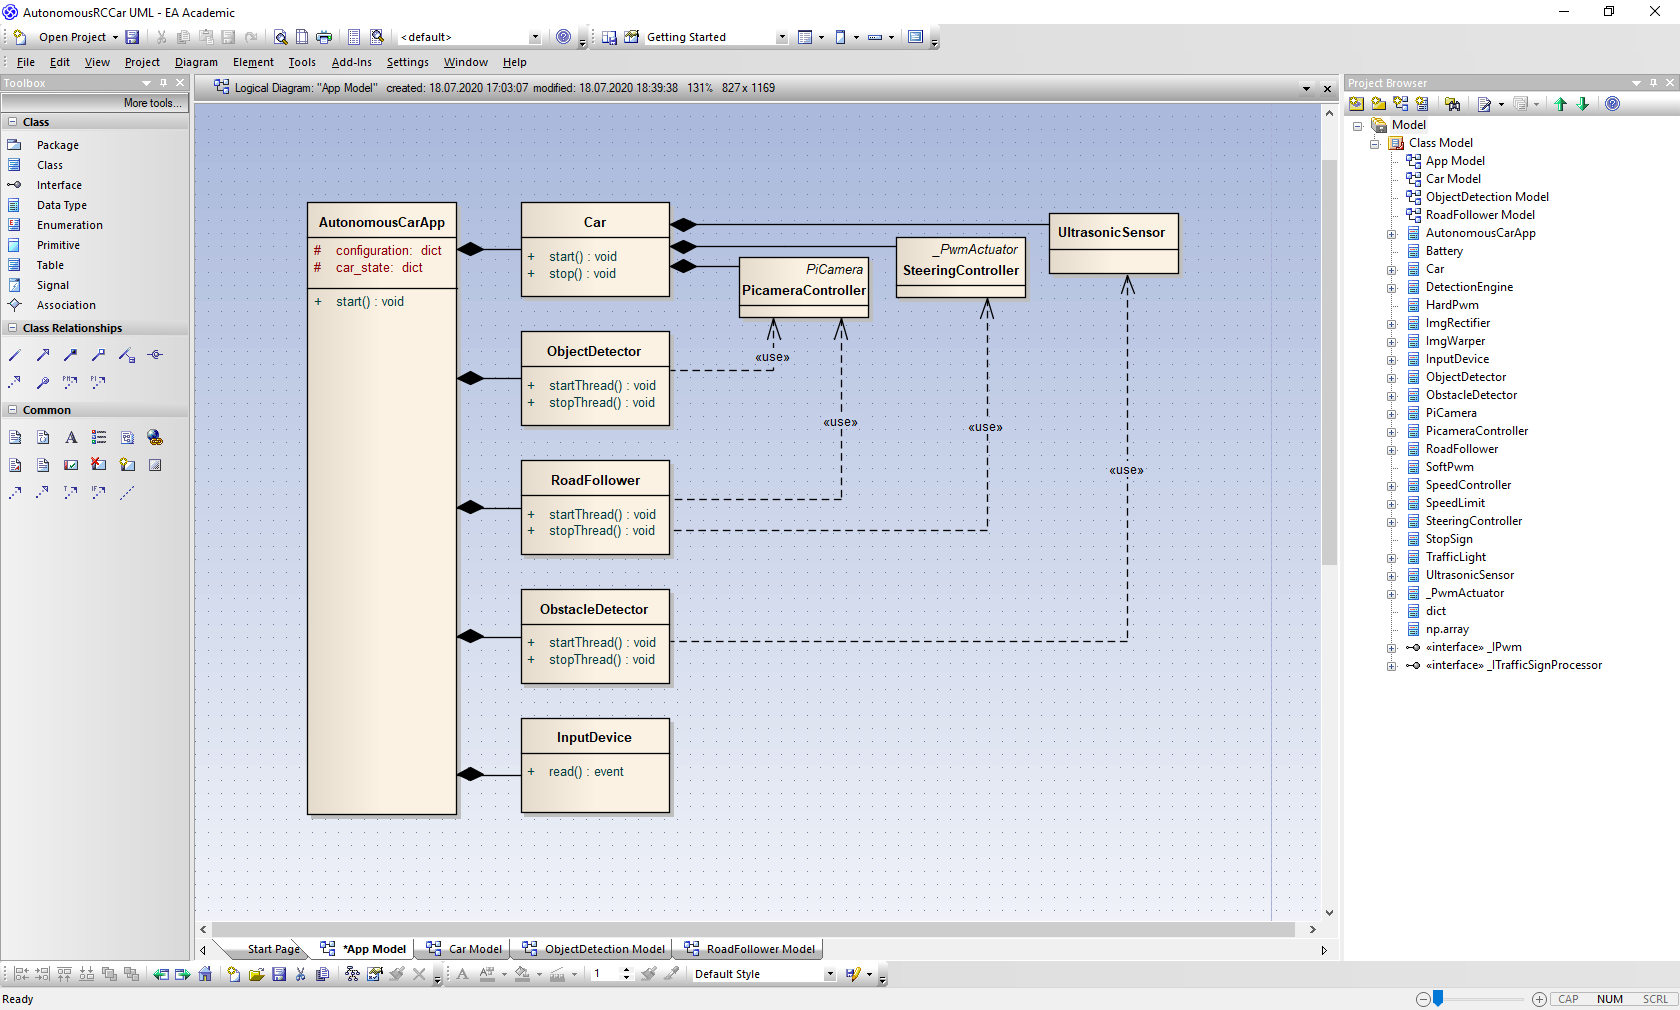 AutonomousRCCar UML - EA Academic
Open Project
<default>
Getting Started
File Edit View Project Diagram Element Tools Add-Ins Settings Window Help
Toolbox
More tools...
Class
Package
Class
Interface
Data Type
Enumeration
Primitive
Table
Signal
Association
Class Relationships
Common
Logical Diagram: "App Model" created: 18.07.2020 17:03:07 modified: 18.07.2020 18:39:38 131% 827 x 1169
AutonomousCarApp
# configuration: dict
# car_state: dict
+ start() : void
Car
+ start() : void
+ stop() : void
ObjectDetector
+ startThread() : void
+ stopThread() : void
RoadFollower
+ startThread() : void
+ stopThread() : void
ObstacleDetector
+ startThread() : void
+ stopThread() : void
InputDevice
+ read() : event
PiCamera
PicameraController
_PwmActuator
SteeringController
UltrasonicSensor
«use»
«use»
«use»
«use»
Start Page
*App Model
Car Model
ObjectDetection Model
RoadFollower Model
1
Default Style
Project Browser
Model
Class Model
App Model
Car Model
ObjectDetection Model
RoadFollower Model
AutonomousCarApp
Battery
Car
DetectionEngine
HardPwm
ImgRectifier
ImgWarper
InputDevice
ObjectDetector
ObstacleDetector
PiCamera
PicameraController
RoadFollower
SoftPwm
SpeedController
SpeedLimit
SteeringController
StopSign
TrafficLight
UltrasonicSensor
_PwmActuator
dict
np.array
«interface» _IPwm
«interface» _ITrafficSignProcessor
Ready
CAP NUM SCRL